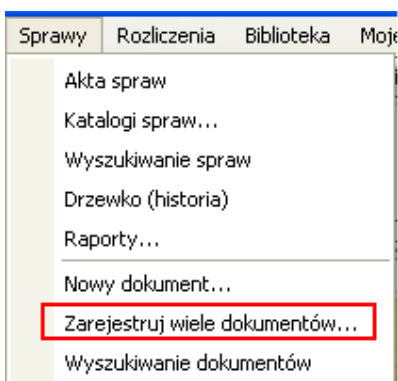 Sprawy Rozliczenia Biblioteka Moje
Akta spraw
Katalogi spraw...
Wyszukiwanie spraw
Drzewko (historia)
Raporty...
Nowy dokument...
Zarejestruj wiele dokumentów...
Wyszukiwanie dokumentów